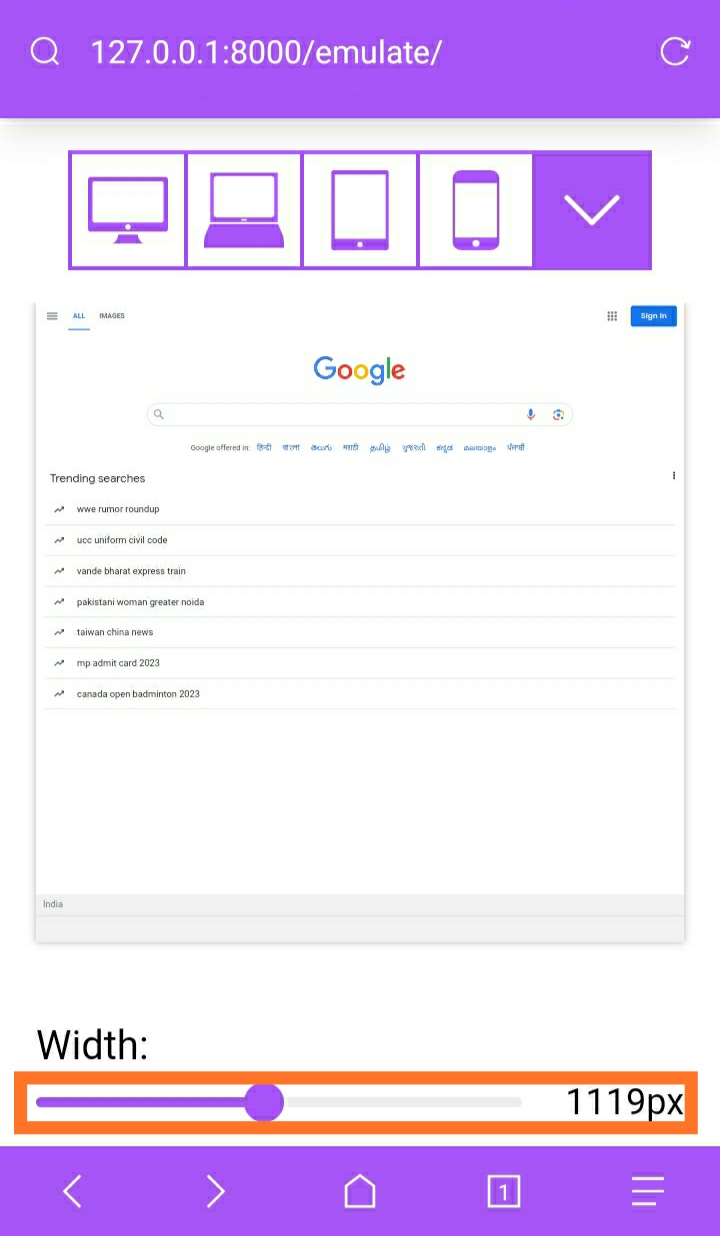 127.0.0.1:8000/emulate/
ALL IMAGES Sign in
Google
Google offered in: हिन्दी বাংলা తెలుగు मराठी தமிழ் ગુજરાતી ಕನ್ನಡ മലയാളം ਪੰਜਾਬੀ
Trending searches
wwe rumor roundup
ucc uniform civil code
vande bharat express train
pakistani woman greater noida
taiwan china news
mp admit card 2023
canada open badminton 2023
India
Width:
1119px
1